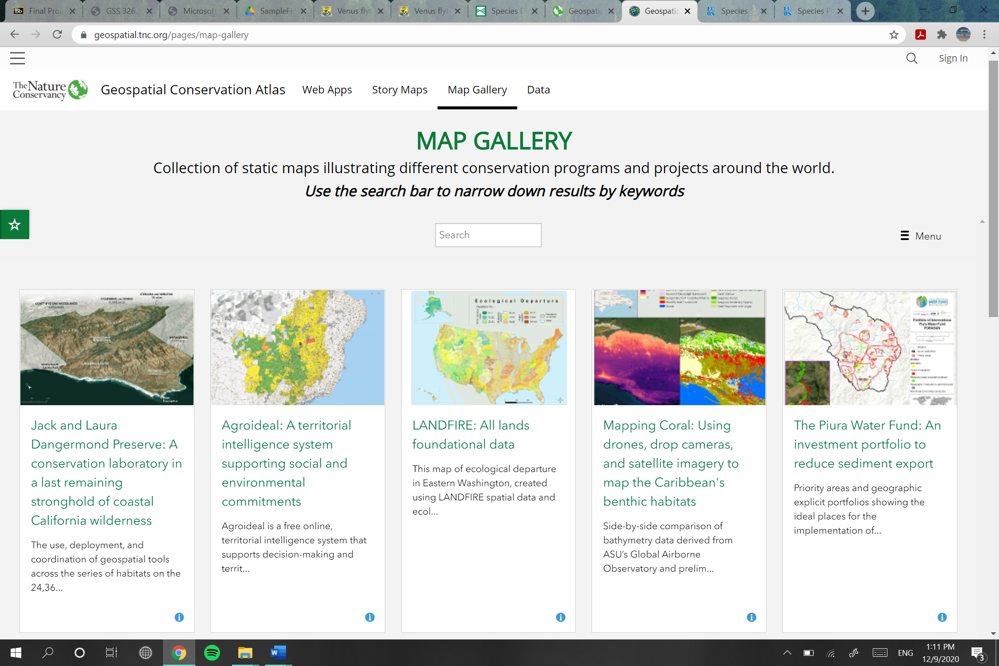 Final Proj
GSS 326 S
Microsoft
SampleFi
Venus flyt
Venus flyt
Species D
Geospatia
Geospatia
Species S
Species P
geospatial.tnc.org/pages/map-gallery
Sign In
The Nature
Conservancy
Geospatial Conservation Atlas
Web Apps
Story Maps
Map Gallery
Data
MAP GALLERY
Collection of static maps illustrating different conservation programs and projects around the world.
Use the search bar to narrow down results by keywords
Search
Menu
Ecological Departure
Jack and Laura
Dangermond Preserve: A
conservation laboratory in
a last remaining
stronghold of coastal
California wilderness
The use, deployment, and
coordination of geospatial tools
across the series of habitats on the
24,36...
Agroideal: A territorial
intelligence system
supporting social and
environmental
commitments
Agroideal is a free online,
territorial intelligence system that
supports decision-making and
territ...
LANDFIRE: All lands
foundational data
This map of ecological departure
in Eastern Washington, created
using LANDFIRE spatial data and
ecol...
Mapping Coral: Using
drones, drop cameras,
and satellite imagery to
map the Caribbean's
benthic habitats
Side-by-side comparison of
bathymetry data derived from
ASU’s Global Airborne
Observatory and prelim...
The Piura Water Fund: An
investment portfolio to
reduce sediment export
Priority areas and geographic
explicit portfolios showing the
ideal places for the
implementation of...
ENG
1:11 PM
12/9/2020
3